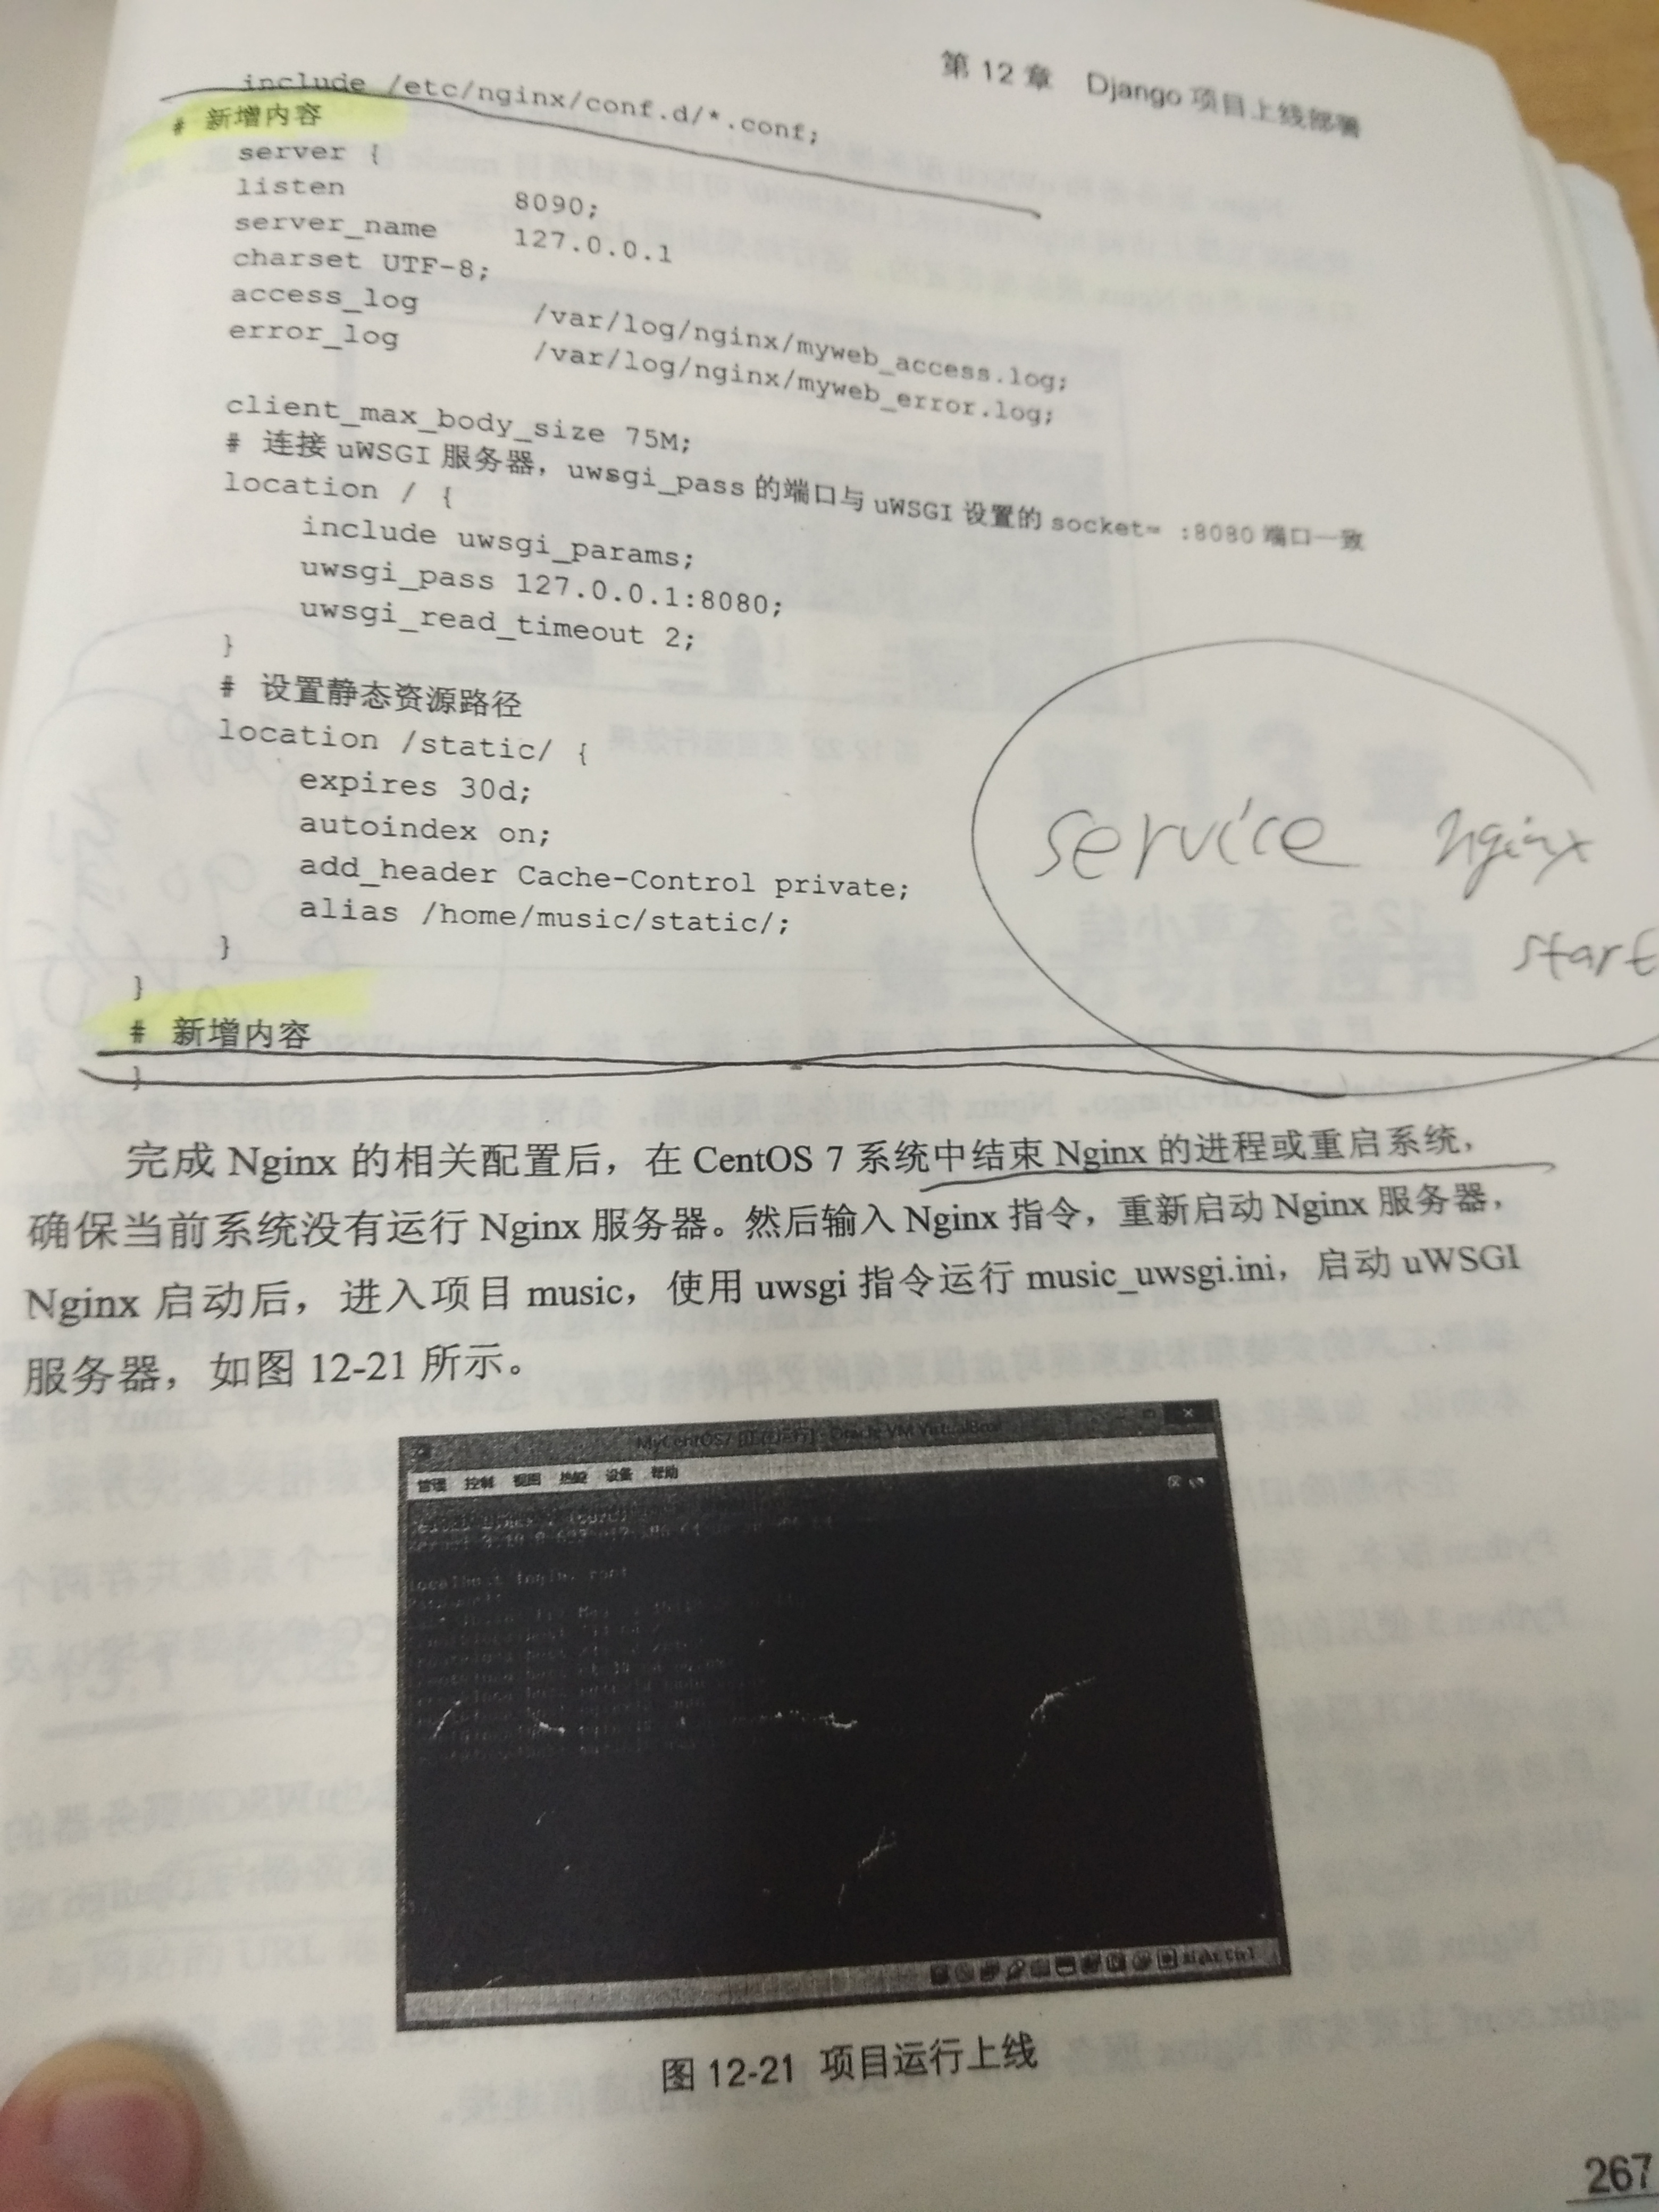 第 12 章 Django 项目上线部署
include /etc/nginx/conf.d/*.conf;
# 新增内容
server {
listen 8090;
server_name 127.0.0.1
charset UTF-8;
access_log /var/log/nginx/myweb_access.log;
error_log /var/log/nginx/myweb_error.log;
client_max_body_size 75M;
# 连接 uWSGI 服务器，uwsgi_pass 的端口与 uWSGI 设置的 socket= :8080 端口一致
location / {
include uwsgi_params;
uwsgi_pass 127.0.0.1:8080;
uwsgi_read_timeout 2;
}
# 设置静态资源路径
location /static/ {
expires 30d;
autoindex on;
add_header Cache-Control private;
alias /home/music/static/;
}
}
# 新增内容
}
service nginx
start
完成 Nginx 的相关配置后，在 CentOS 7 系统中结束 Nginx 的进程或重启系统，
确保当前系统没有运行 Nginx 服务器。然后输入 Nginx 指令，重新启动 Nginx 服务器，
Nginx 启动后，进入项目 music，使用 uwsgi 指令运行 music_uwsgi.ini，启动 uWSGI
服务器，如图 12-21 所示。
MyCentOS7 [正在运行] - Oracle VM VirtualBox
管理 控制 视图 热键 设备 帮助
localhost login: root
Right Ctrl
图 12-21 项目运行上线
267